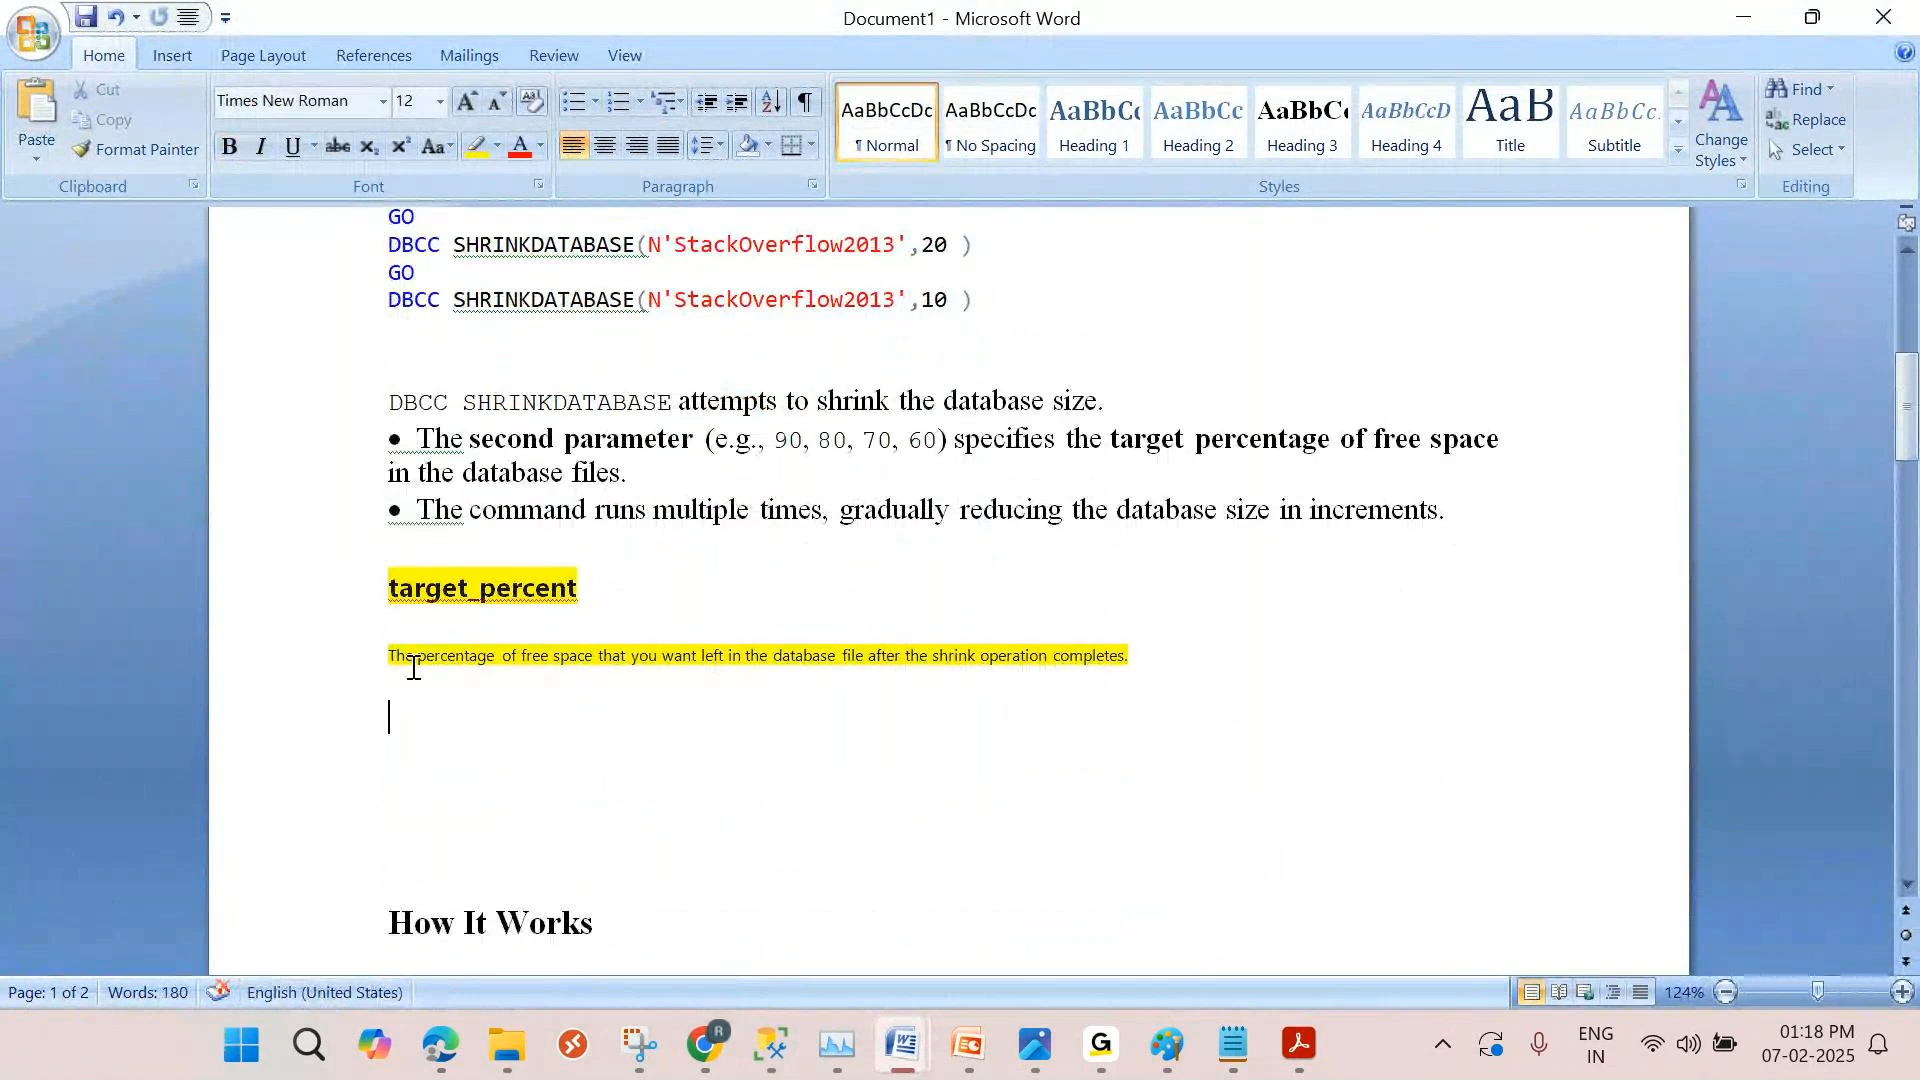 Document1 - Microsoft Word
Home Insert Page Layout References Mailings Review View
Paste
Cut
Copy
Format Painter
Clipboard
Times New Roman 12
Font
Paragraph
AaBbCcDc AaBbCcDc AaBbC AaBbCc AaBbC AaBbCcD AaB AaBbCc.
¶ Normal ¶ No Spacing Heading 1 Heading 2 Heading 3 Heading 4 Title Subtitle
Change Styles
Styles
Find
Replace
Select
Editing
GO
DBCC SHRINKDATABASE(N'StackOverflow2013',20 )
GO
DBCC SHRINKDATABASE(N'StackOverflow2013',10 )
DBCC SHRINKDATABASE attempts to shrink the database size.
• The second parameter (e.g., 90, 80, 70, 60) specifies the target percentage of free space
in the database files.
• The command runs multiple times, gradually reducing the database size in increments.
target_percent
The percentage of free space that you want left in the database file after the shrink operation completes.
How It Works
Page: 1 of 2 Words: 180 English (United States) 124%
ENG
IN
01:18 PM
07-02-2025